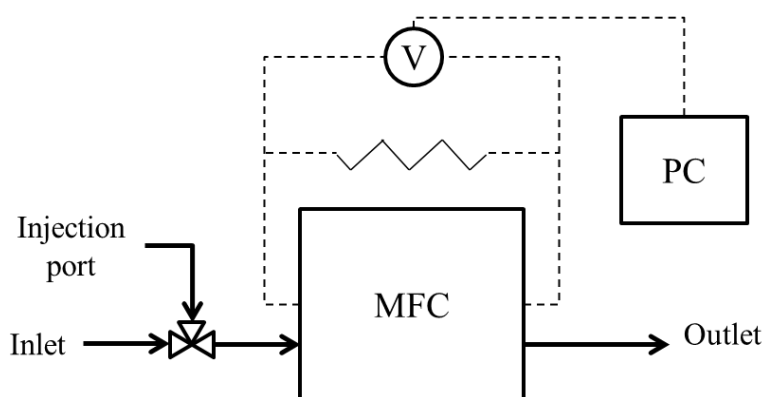 V
PC
Injection
port
MFC
Inlet
Outlet